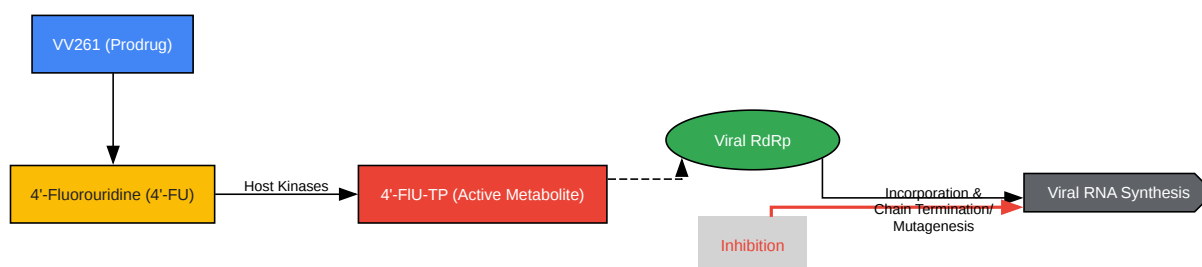 VV261 (Prodrug)
Viral RdRp
4'-Fluorouridine (4'-FU)
Host Kinases
4'-FlU-TP (Active Metabolite)
Incorporation &
Chain Termination/
Mutagenesis
Viral RNA Synthesis
Inhibition